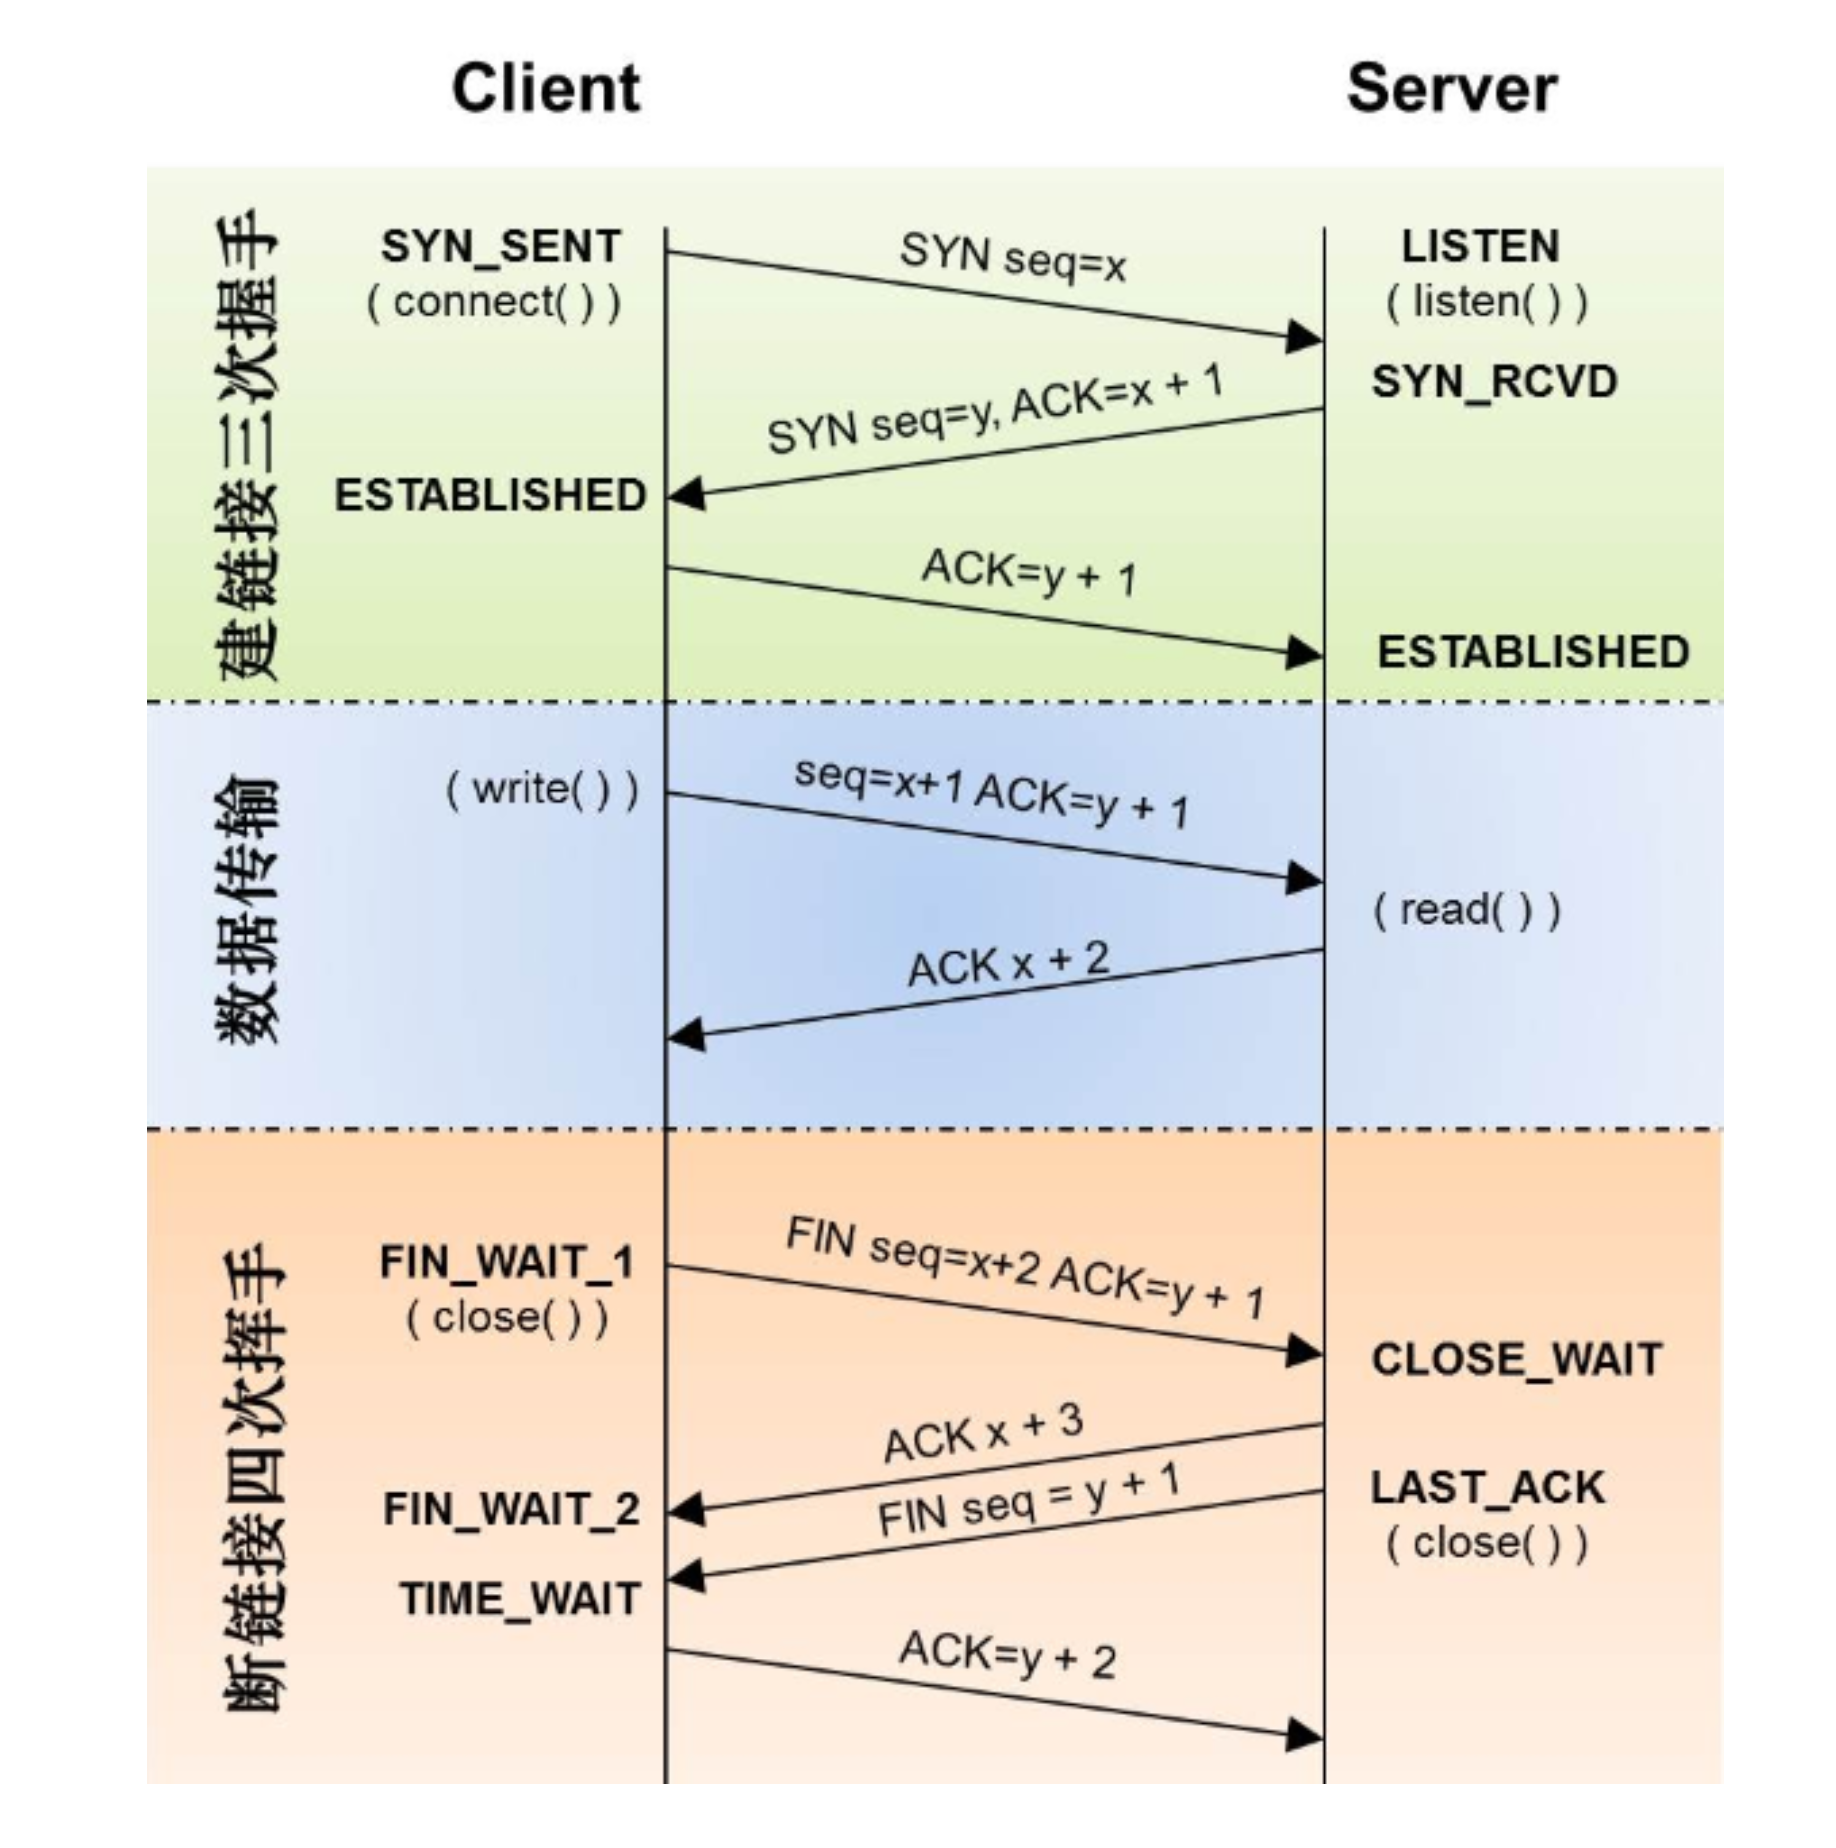 Client
Server
建链接三次握手
SYN_SENT
( connect( ) )
SYN seq=x
LISTEN
( listen( ) )
SYN_RCVD
SYN seq=y, ACK=x + 1
ESTABLISHED
ACK=y + 1
ESTABLISHED
数据传输
( write( ) )
seq=x+1 ACK=y + 1
( read( ) )
ACK x + 2
断链接四次挥手
FIN_WAIT_1
( close( ) )
FIN seq=x+2 ACK=y + 1
CLOSE_WAIT
ACK x + 3
FIN_WAIT_2
FIN seq = y + 1
LAST_ACK
( close( ) )
TIME_WAIT
ACK=y + 2